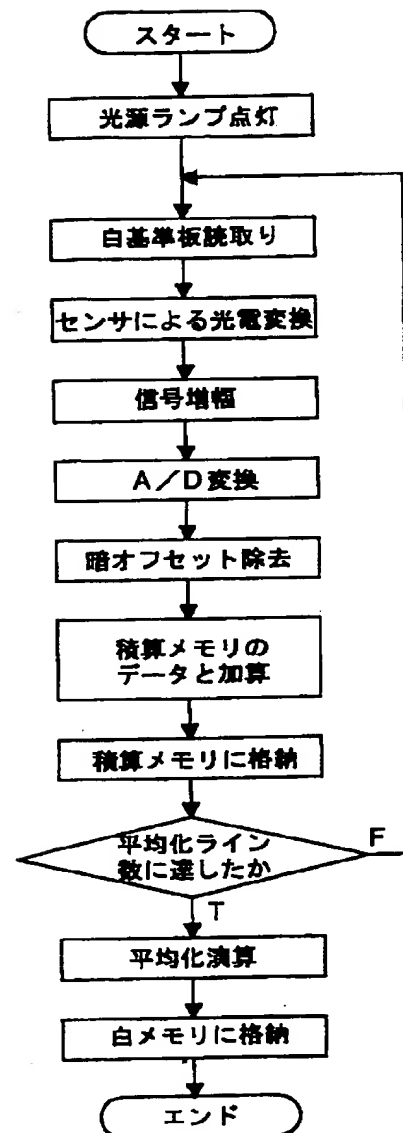 スタート
光源ランプ点灯
白基準板読取り
センサによる光電変換
信号増幅
A/D変換
暗オフセット除去
積算メモリの
データと加算
積算メモリに格納
平均化ライン
数に達したか
F
T
平均化演算
白メモリに格納
エンド